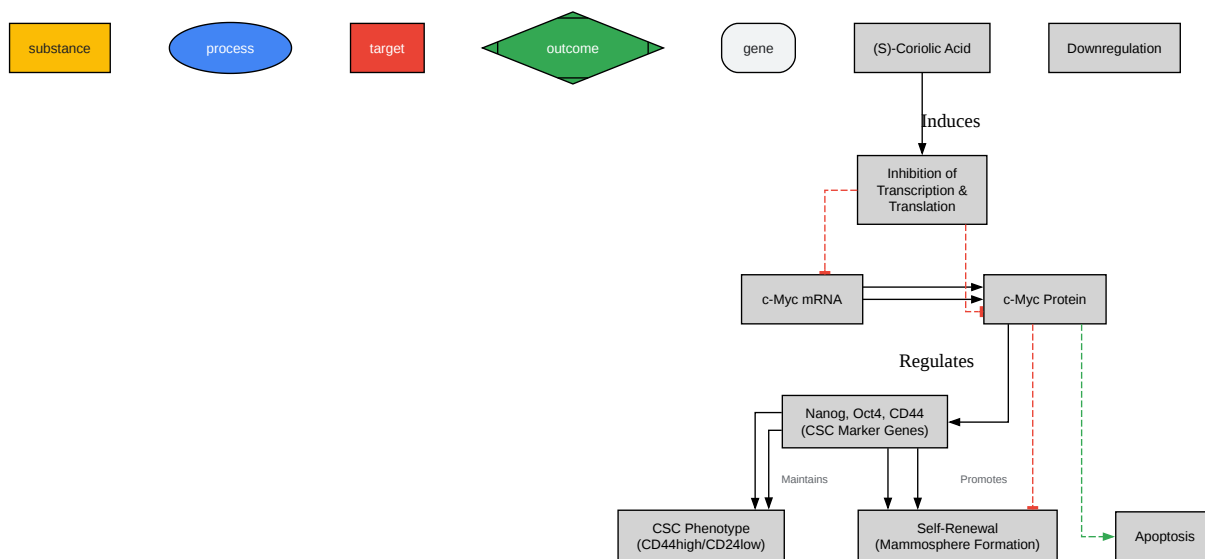 substance
process
target
outcome
gene
(S)-Coriolic Acid
Downregulation
Induces
Inhibition of
Transcription &
Translation
c-Myc mRNA
c-Myc Protein
Regulates
Nanog, Oct4, CD44
(CSC Marker Genes)
Maintains
Promotes
CSC Phenotype
(CD44high/CD24low)
Self-Renewal
(Mammosphere Formation)
Apoptosis